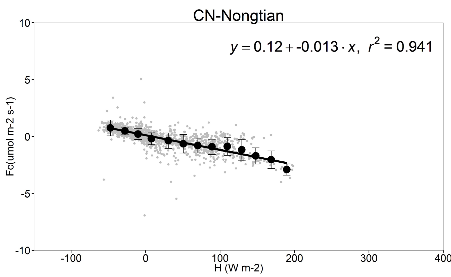 CN-Nongtian
y = 0.12 + -0.013 · x, r² = 0.941
10
5
0
-5
-10
Fc(umol m-2 s-1)
-100
0
100
200
300
400
H (W m-2)